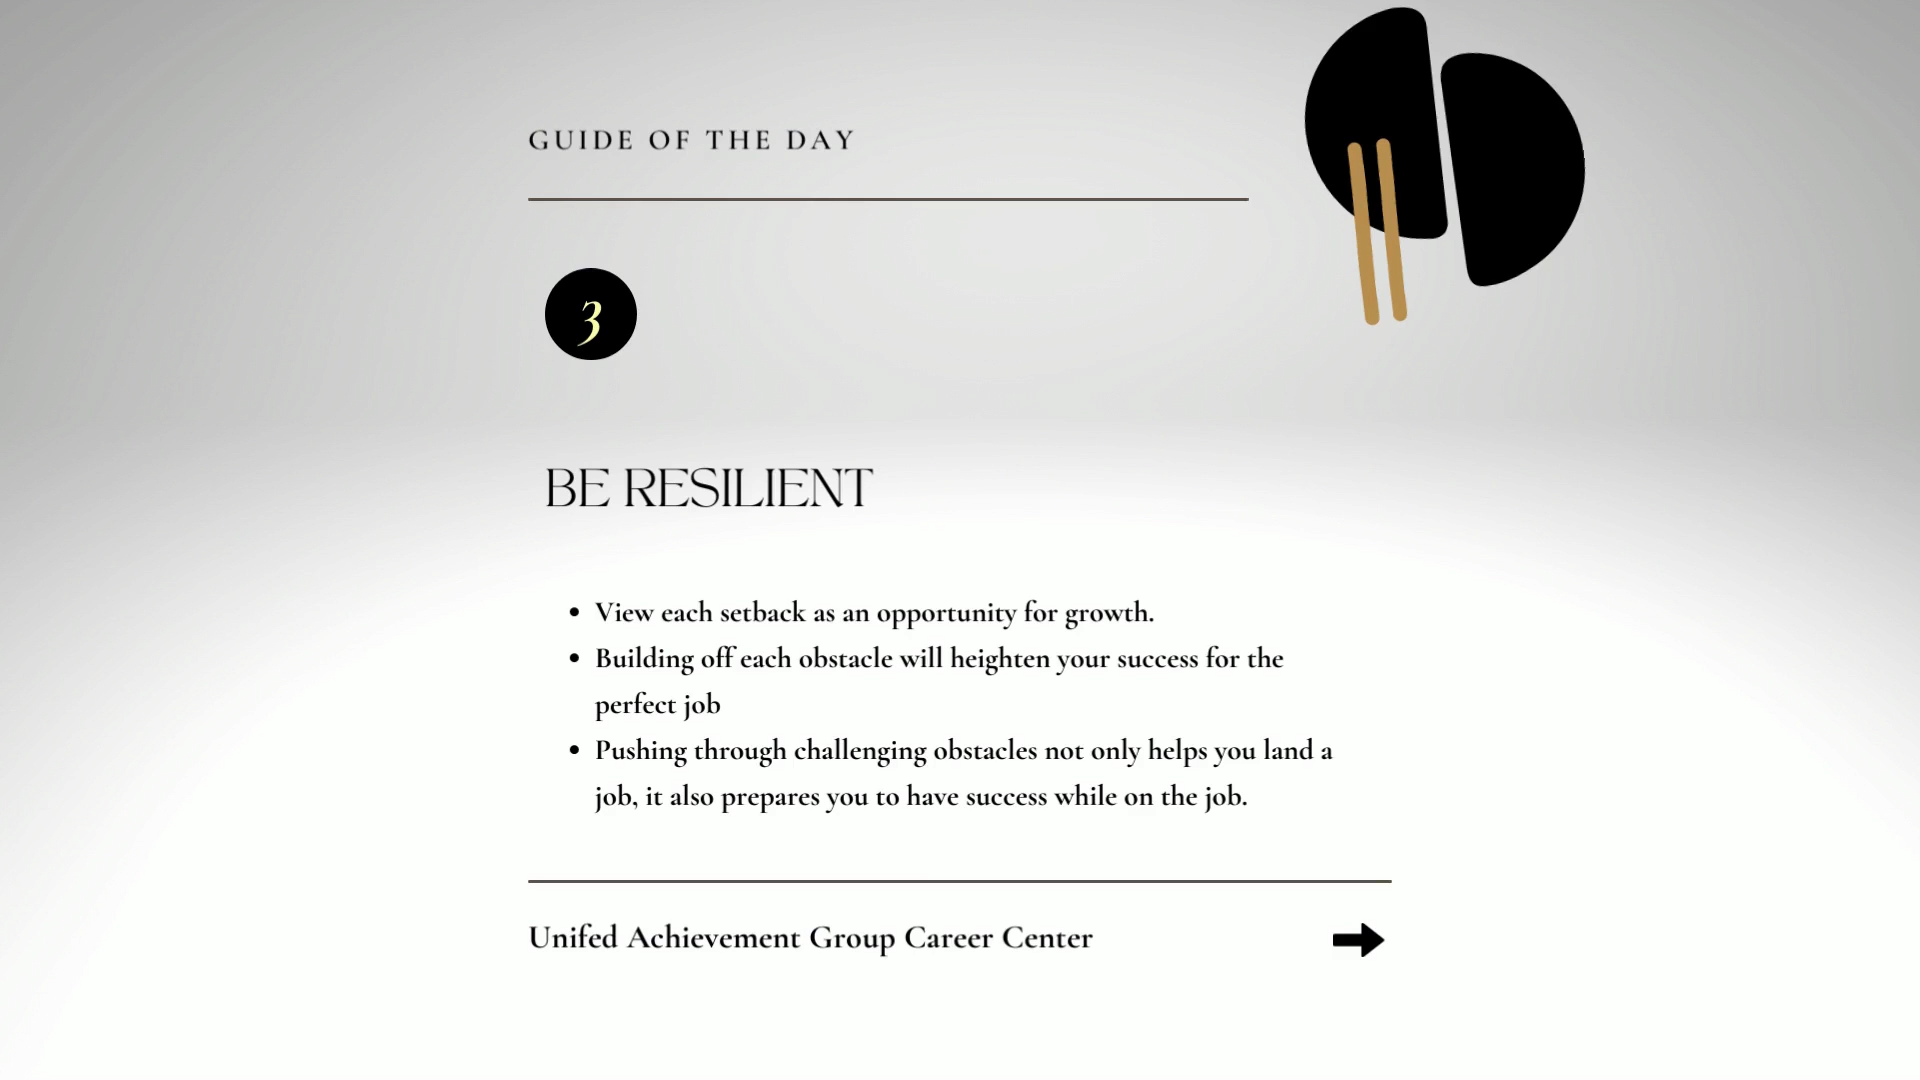 GUIDE OF THE DAY
3
BE RESILIENT
• View each setback as an opportunity for growth.
• Building off each obstacle will heighten your success for the
perfect job
• Pushing through challenging obstacles not only helps you land a
job, it also prepares you to have success while on the job.
Unifed Achievement Group Career Center